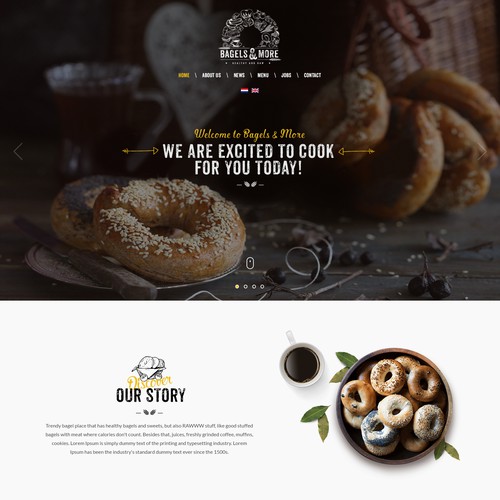 BAGELS & MORE
HEALTHY AND RAW
HOME \ ABOUT US \ NEWS \ MENU \ JOBS \ CONTACT
Welcome to Bagels & More
WE ARE EXCITED TO COOK
FOR YOU TODAY!
Discover
OUR STORY
Trendy bagel place that has healthy bagels and sweets, but also RAWWW stuff, like good stuffed
bagels with meat where calories don't count. Besides that, juices, freshly grinded coffee, muffins,
cookies. Lorem Ipsum is simply dummy text of the printing and typesetting industry. Lorem
Ipsum has been the industry's standard dummy text ever since the 1500s.